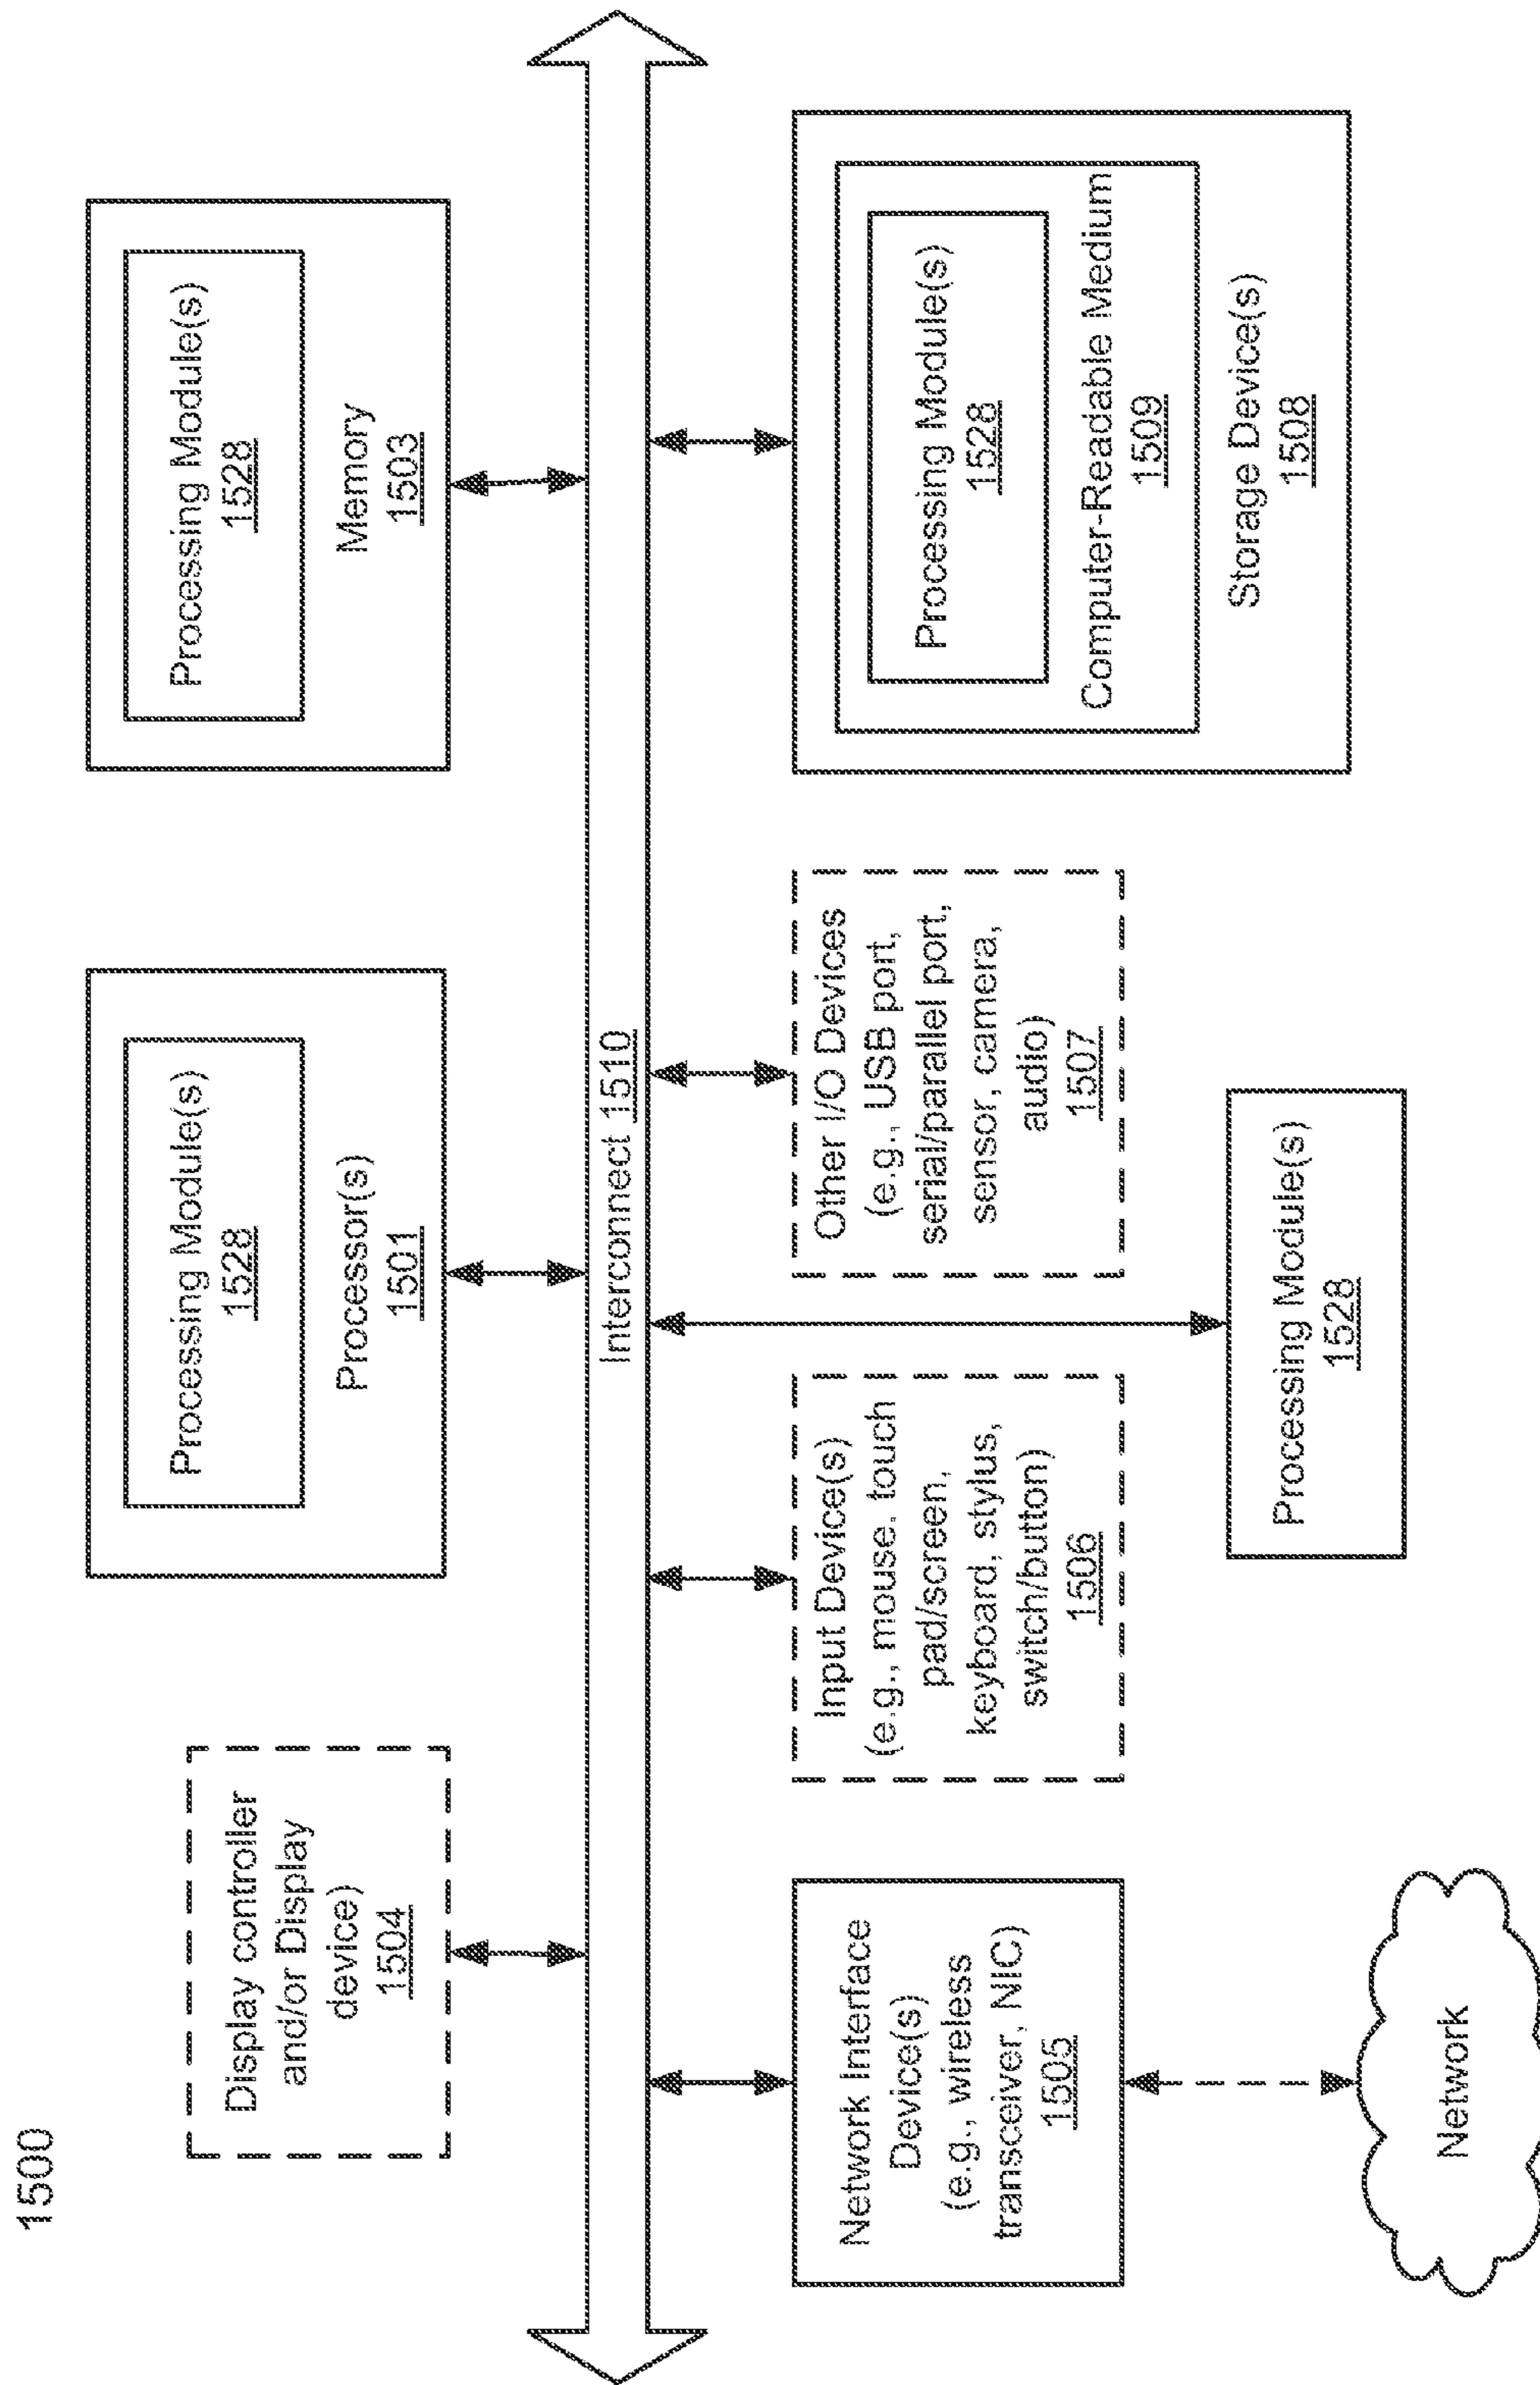 1500
Display controller
and/or Display
device)
1504
Processing Module(s)
1528
Processor(s)
1501
Processing Module(s)
1528
Memory
1503
Interconnect 1510
Network Interface
Device(s)
(e.g., wireless
transceiver, NIC)
1505
Input Device(s)
(e.g., mouse, touch
pad/screen,
keyboard, stylus,
switch/button)
1506
Other I/O Devices
(e.g., USB port,
serial/parallel port,
sensor, camera,
audio)
1507
Processing Module(s)
1528
Computer-Readable Medium
1509
Storage Device(s)
1508
Processing Module(s)
1528
Network